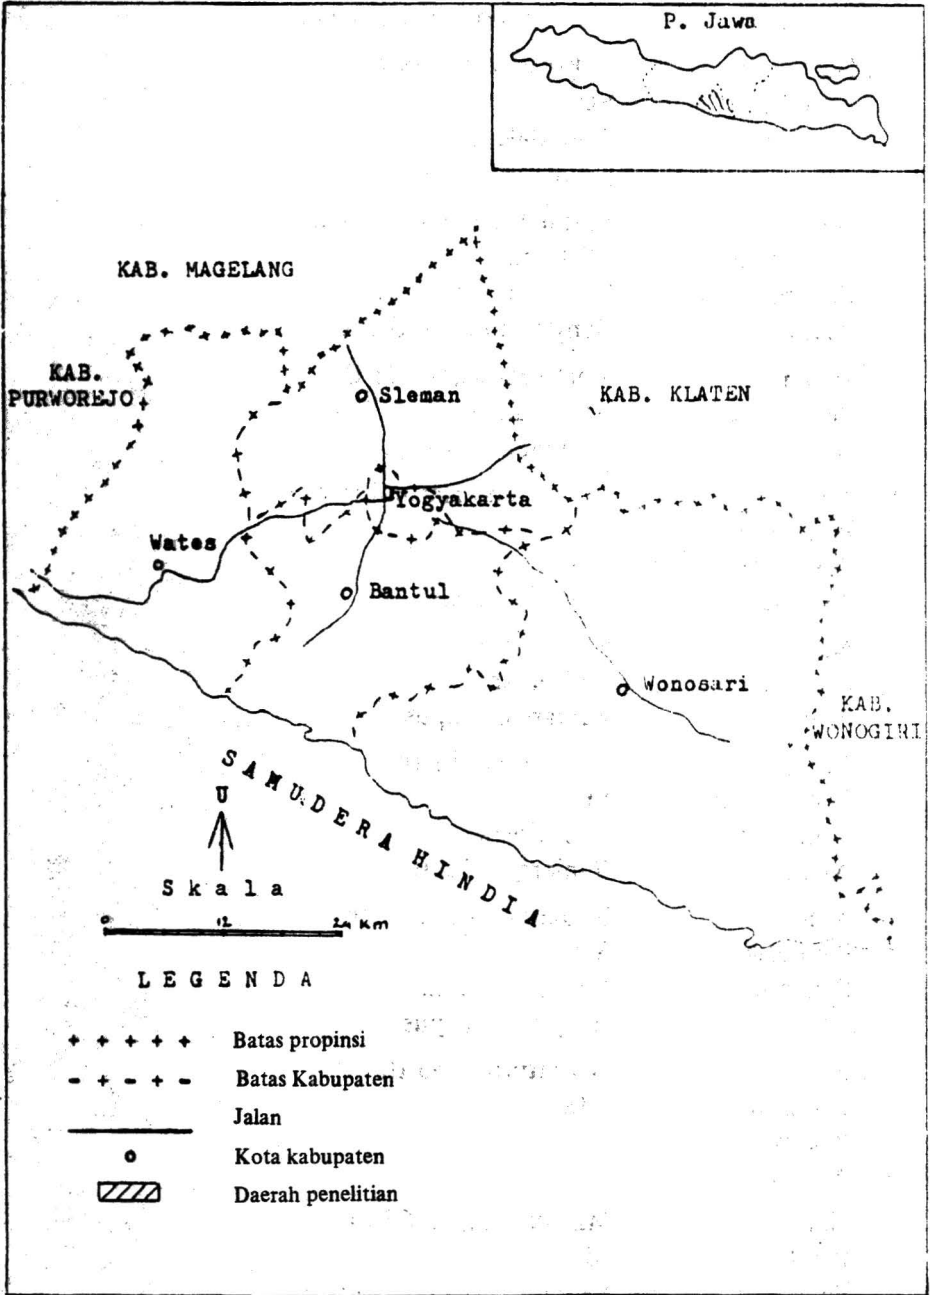 P. Jawa
KAB. MAGELANG
KAB.
PURWOREJO
Sleman
KAB. KLATEN
Yogyakarta
Wates
Bantul
Wonosari
KAB.
WONOGIRI
SAMUDERA HINDIA
U
Skala
0 12 24 Km
LEGENDA
Batas propinsi
Batas Kabupaten
Jalan
Kota kabupaten
Daerah penelitian